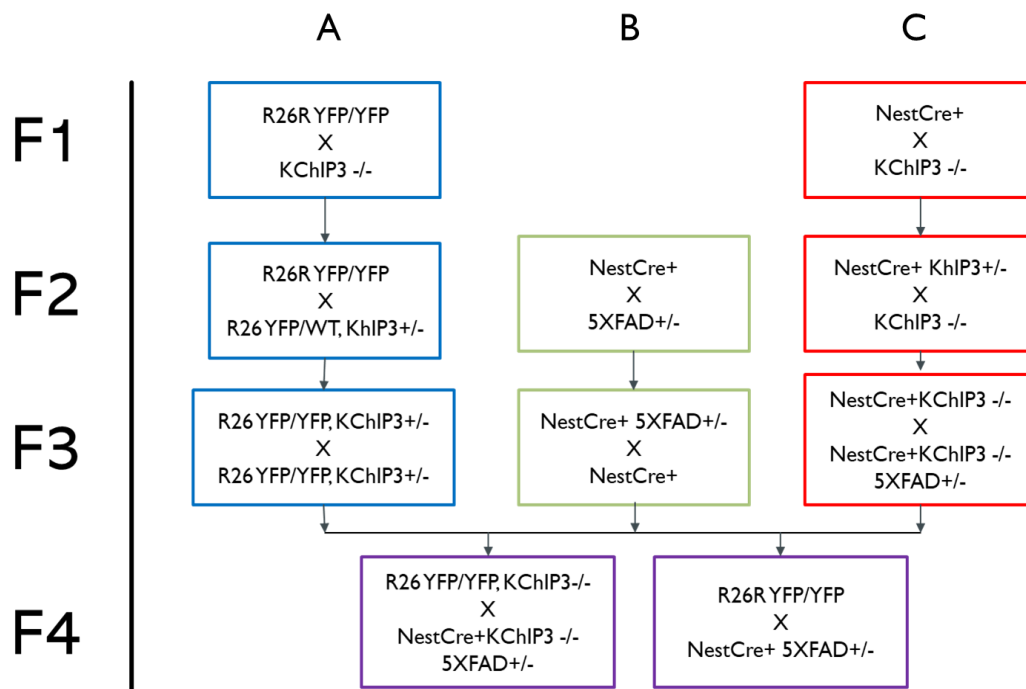 A B C
F1
R26R YFP/YFP
X
KChIP3 -/-
NestCre+
X
KChIP3 -/-
F2
R26R YFP/YFP
X
R26 YFP/WT, KhIP3+/-
NestCre+
X
5XFAD+/-
NestCre+ KhIP3+/-
X
KChIP3 -/-
F3
R26 YFP/YFP, KChIP3+/-
X
R26 YFP/YFP, KChIP3+/-
NestCre+ 5XFAD+/-
X
NestCre+
NestCre+KChIP3 -/-
X
NestCre+KChIP3 -/-
5XFAD+/-
F4
R26 YFP/YFP, KChIP3-/-
X
NestCre+KChIP3 -/-
5XFAD+/-
R26R YFP/YFP
X
NestCre+ 5XFAD+/-